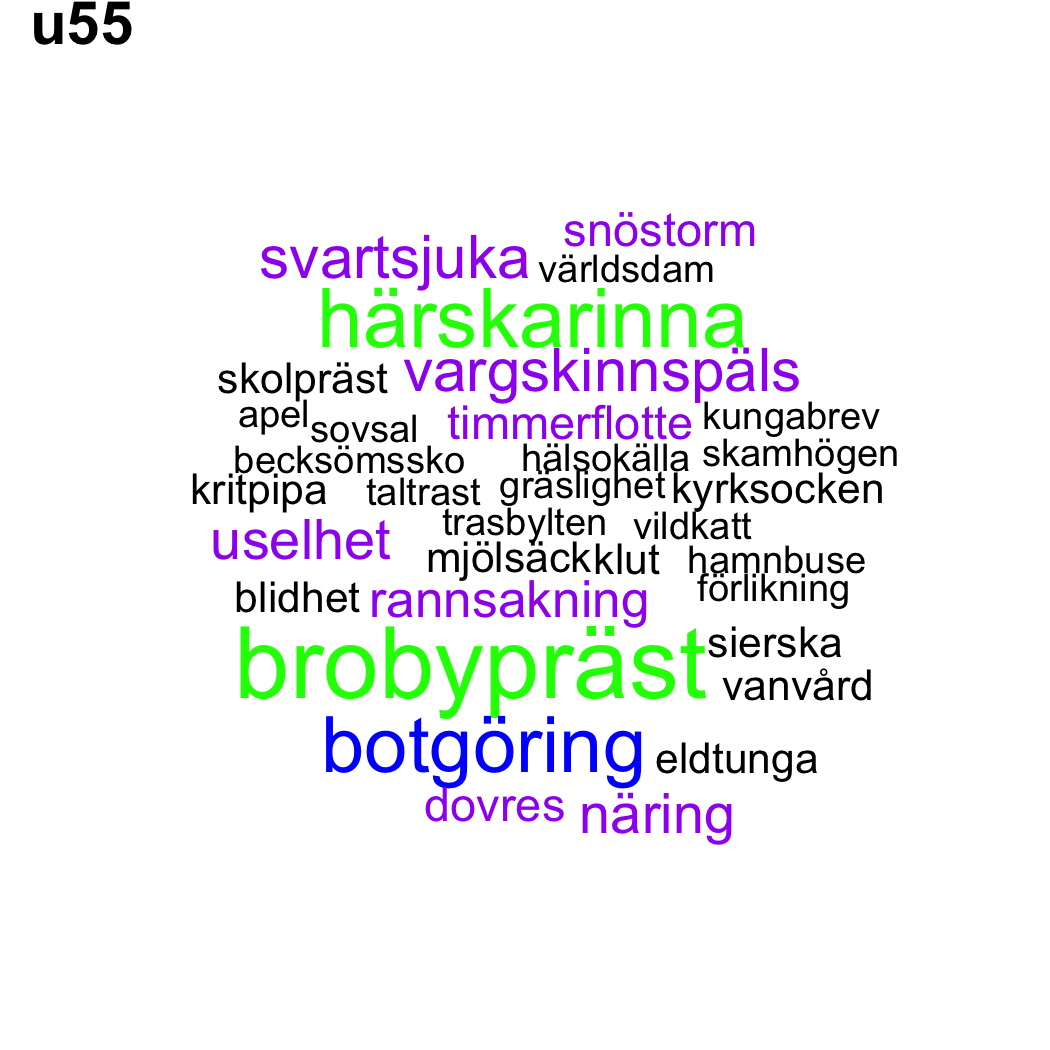 u55
snöstorm
svartsjuka
världsdam
härskarinna
skolpräst vargskinnspäls
apel sovsal timmerflotte kungabrev
becksömssko hälsokälla skamhögen
kritpipa taltrast gräslighet kyrksocken
uselhet trasbylten vildkatt
mjölsäck klut hamnbuse
blidhet rannsakning förlikning
brobypräst sierska
vanvård
botgöring eldtunga
dovres näring